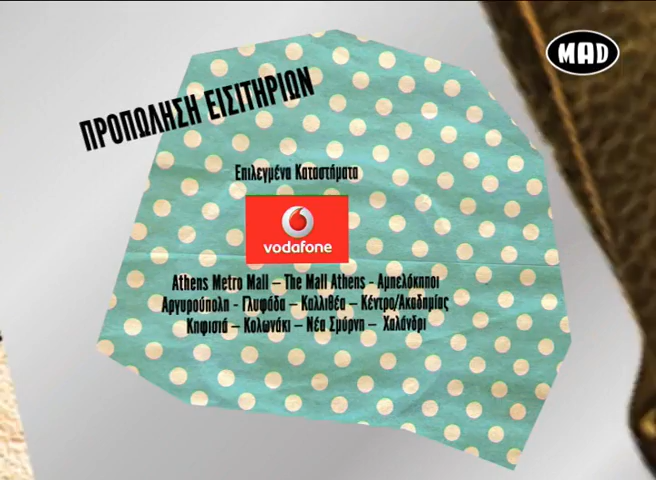 MAD
ΠΡΟΠΩΛΗΣΗ ΕΙΣΙΤΗΡΙΩΝ
Επιλεγμένα Καταστήματα
vodafone
Athens Metro Mall – The Mall Athens - Αμπελόκηποι
Αργυρούπολη - Γλυφάδα – Καλλιθέα – Κέντρο/Ακαδημίας
Κηφισιά – Κολωνάκι – Νέα Σμύρνη – Χαλάνδρι